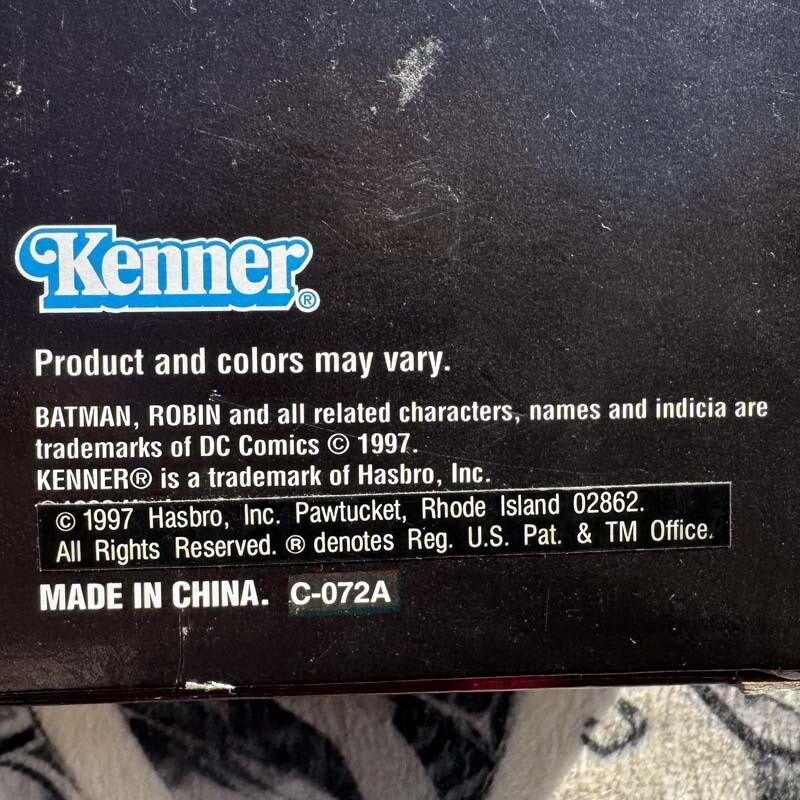 Kenner®
Product and colors may vary.
BATMAN, ROBIN and all related characters, names and indicia are
trademarks of DC Comics © 1997.
KENNER® is a trademark of Hasbro, Inc.
© 1997 Hasbro, Inc. Pawtucket, Rhode Island 02862.
All Rights Reserved. ® denotes Reg. U.S. Pat. & TM Office.
MADE IN CHINA. C-072A